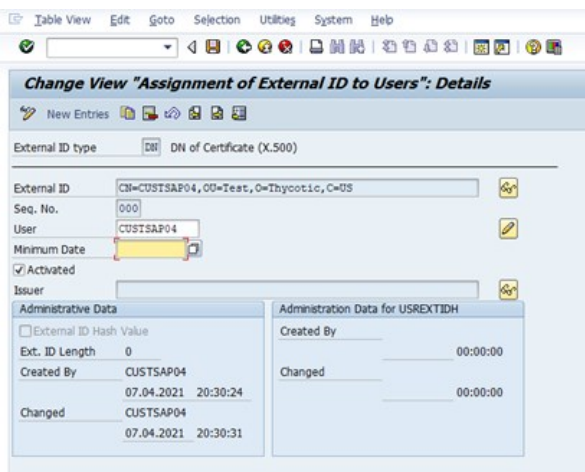 Table View Edit Goto Selection Utilities System Help
Change View "Assignment of External ID to Users": Details
New Entries
External ID type DN DN of Certificate (X.500)
External ID CN=CUSTSAP04,OU=Test,O=Thycotic,C=US
Seq. No. 000
User CUSTSAP04
Minimum Date
Activated
Issuer
Administrative Data
External ID Hash Value
Ext. ID Length 0
Created By CUSTSAP04
07.04.2021 20:30:24
Changed CUSTSAP04
07.04.2021 20:30:31
Administration Data for USREXTIDH
Created By
00:00:00
Changed
00:00:00